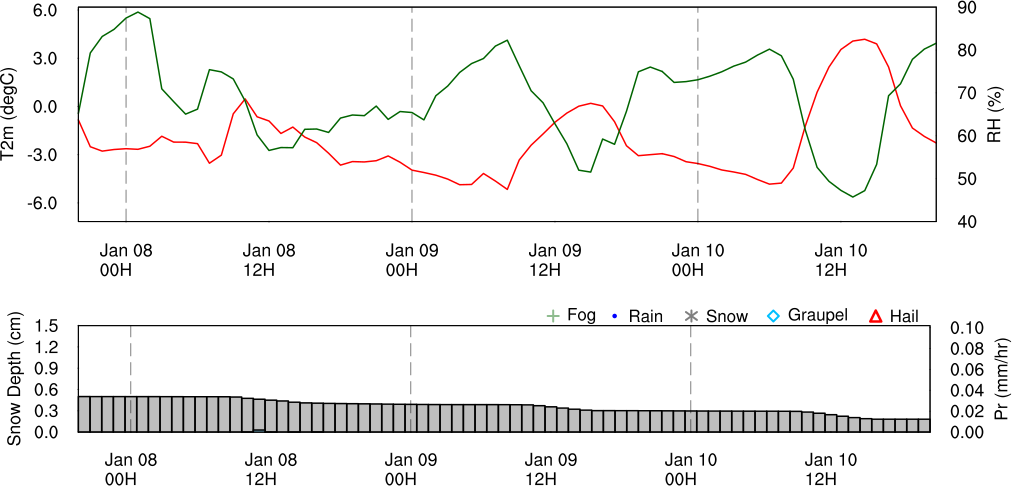 6.0
3.0
0.0
-3.0
-6.0
T2m (degC)
90
80
70
60
50
40
RH (%)
Jan 08 Jan 08 Jan 09 Jan 09 Jan 10 Jan 10
00H 12H 00H 12H 00H 12H
Fog Rain Snow Graupel Hail
1.5
1.2
0.9
0.6
0.3
0.0
Snow Depth (cm)
0.10
0.08
0.06
0.04
0.02
0.00
Pr (mm/hr)
Jan 08 Jan 08 Jan 09 Jan 09 Jan 10 Jan 10
00H 12H 00H 12H 00H 12H